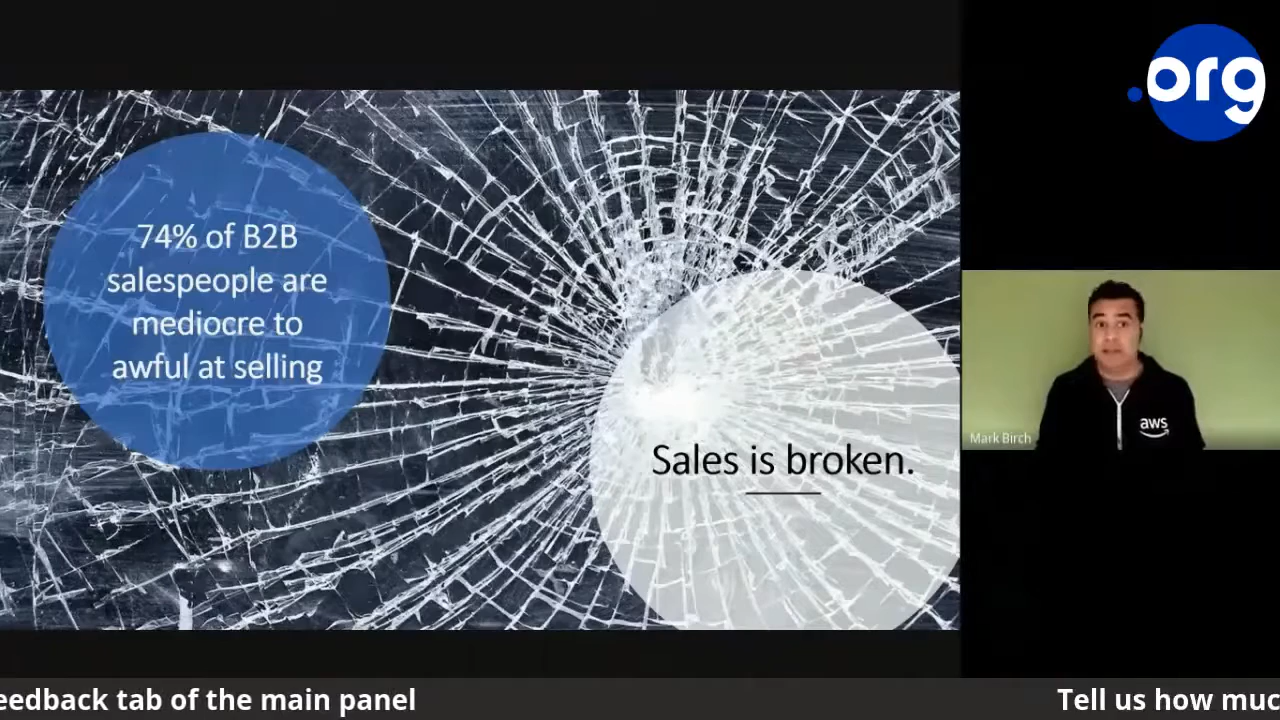 .org
74% of B2B
salespeople are
mediocre to
awful at selling
Sales is broken.
aws
Mark Birch
eedback tab of the main panel
Tell us how muc